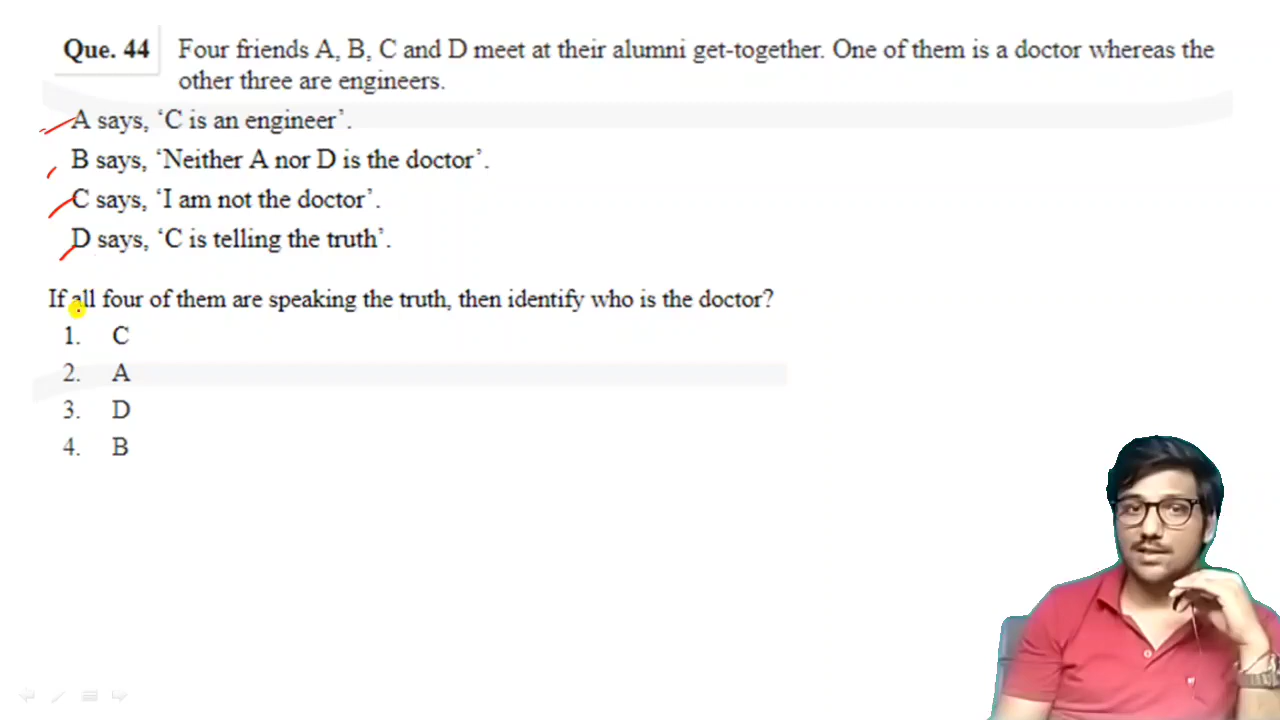 Que. 44 Four friends A, B, C and D meet at their alumni get-together. One of them is a doctor whereas the
other three are engineers.
A says, ‘C is an engineer’.
B says, ‘Neither A nor D is the doctor’.
C says, ‘I am not the doctor’.
D says, ‘C is telling the truth’.
If all four of them are speaking the truth, then identify who is the doctor?
1. C
2. A
3. D
4. B